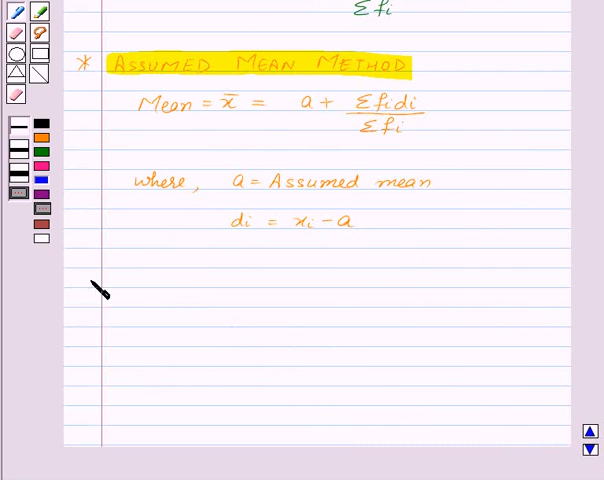 Σfi
* ASSUMED MEAN METHOD
Mean = x̄ = a + Σfidi / Σfi
where, a = Assumed mean
di = xi - a